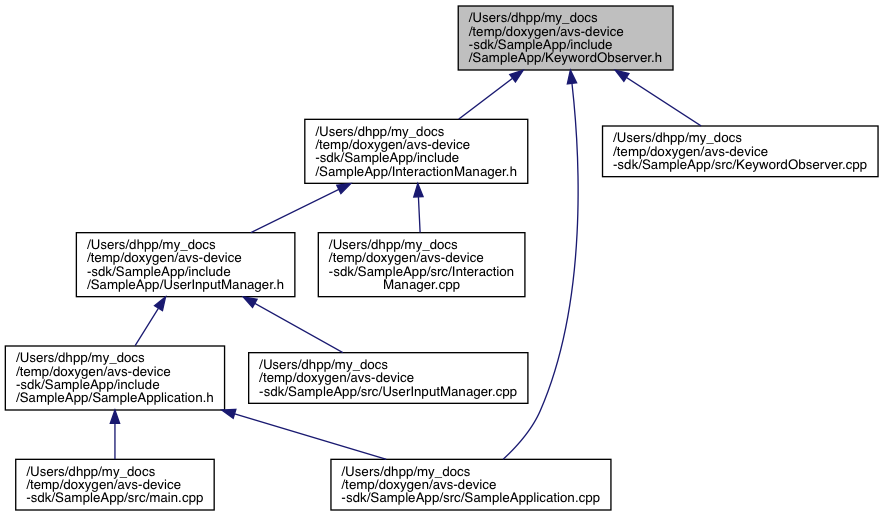 /Users/dhpp/my_docs
/temp/doxygen/avs-device
-sdk/SampleApp/include
/SampleApp/KeywordObserver.h
/Users/dhpp/my_docs
/temp/doxygen/avs-device
-sdk/SampleApp/include
/SampleApp/InteractionManager.h
/Users/dhpp/my_docs
/temp/doxygen/avs-device
-sdk/SampleApp/src/KeywordObserver.cpp
/Users/dhpp/my_docs
/temp/doxygen/avs-device
-sdk/SampleApp/include
/SampleApp/UserInputManager.h
/Users/dhpp/my_docs
/temp/doxygen/avs-device
-sdk/SampleApp/src/Interaction
Manager.cpp
/Users/dhpp/my_docs
/temp/doxygen/avs-device
-sdk/SampleApp/include
/SampleApp/SampleApplication.h
/Users/dhpp/my_docs
/temp/doxygen/avs-device
-sdk/SampleApp/src/UserInputManager.cpp
/Users/dhpp/my_docs
/temp/doxygen/avs-device
-sdk/SampleApp/src/main.cpp
/Users/dhpp/my_docs
/temp/doxygen/avs-device
-sdk/SampleApp/src/SampleApplication.cpp